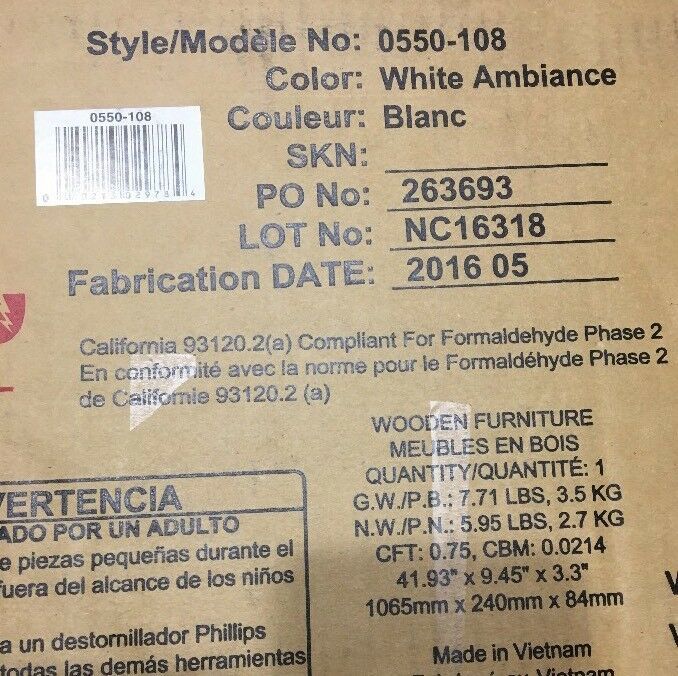 Style/Modèle No: 0550-108
Color: White Ambiance
Couleur: Blanc
0550-108
SKN:
PO No: 263693
LOT No: NC16318
Fabrication DATE: 2016 05
California 93120.2(a) Compliant For Formaldehyde Phase 2
En conformité avec la norme pour le Formaldéhyde Phase 2
de Californie 93120.2 (a)
WOODEN FURNITURE
MEUBLES EN BOIS
QUANTITY/QUANTITÉ: 1
G.W./P.B.: 7.71 LBS, 3.5 KG
N.W./P.N.: 5.95 LBS, 2.7 KG
CFT: 0.75, CBM: 0.0214
41.93" x 9.45" x 3.3"
1065mm x 240mm x 84mm
Made in Vietnam
VERTENCIA
ADO POR UN ADULTO
e piezas pequeñas durante el
fuera del alcance de los niños
a un destornillador Phillips
todas las demás herramientas